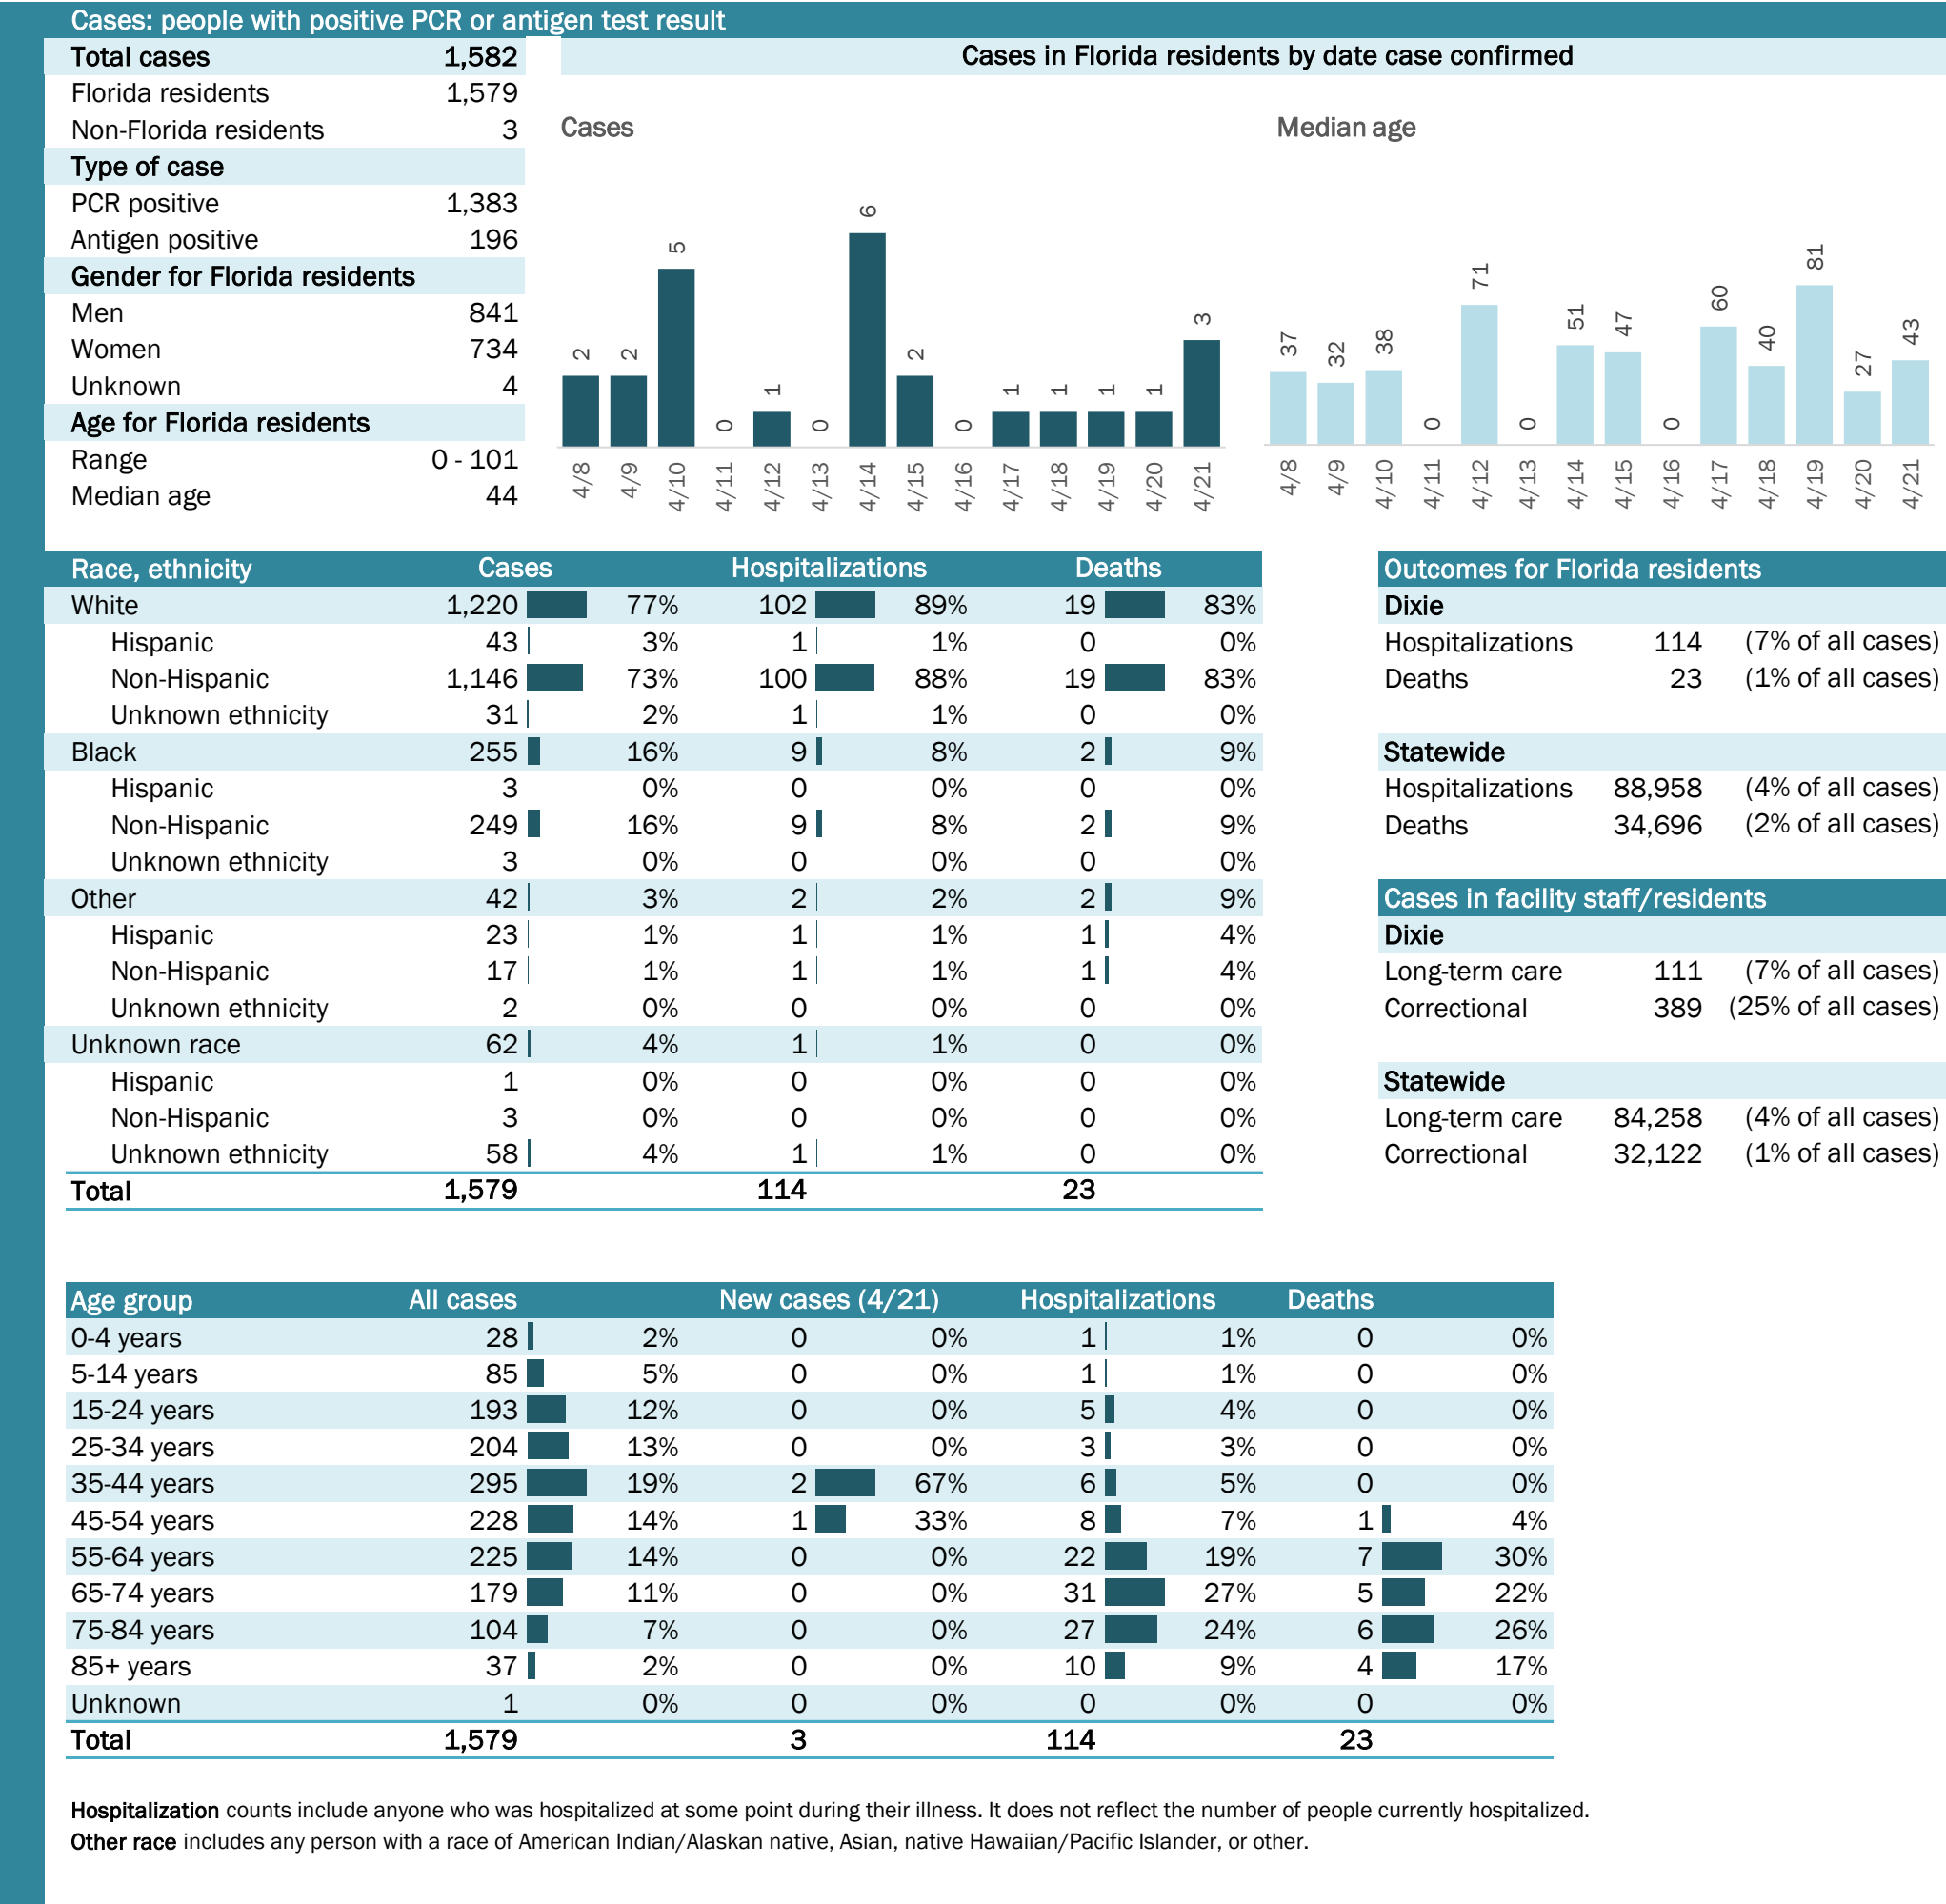 Cases: people with positive PCR or antigen test result
Total cases 1,582
Florida residents 1,579
Non-Florida residents 3
Type of case
PCR positive 1,383
Antigen positive 196
Gender for Florida residents
Men 841
Women 734
Unknown 4
Age for Florida residents
Range 0 - 101
Median age 44
Cases in Florida residents by date case confirmed
Cases
2 2 5 0 1 0 6 2 0 1 1 1 1 3
4/8 4/9 4/10 4/11 4/12 4/13 4/14 4/15 4/16 4/17 4/18 4/19 4/20 4/21
Median age
37 32 38 0 71 0 51 47 0 60 40 81 27 43
4/8 4/9 4/10 4/11 4/12 4/13 4/14 4/15 4/16 4/17 4/18 4/19 4/20 4/21
Race, ethnicity Cases Hospitalizations Deaths
White 1,220 77% 102 89% 19 83%
Hispanic 43 3% 1 1% 0 0%
Non-Hispanic 1,146 73% 100 88% 19 83%
Unknown ethnicity 31 2% 1 1% 0 0%
Black 255 16% 9 8% 2 9%
Hispanic 3 0% 0 0% 0 0%
Non-Hispanic 249 16% 9 8% 2 9%
Unknown ethnicity 3 0% 0 0% 0 0%
Other 42 3% 2 2% 2 9%
Hispanic 23 1% 1 1% 1 4%
Non-Hispanic 17 1% 1 1% 1 4%
Unknown ethnicity 2 0% 0 0% 0 0%
Unknown race 62 4% 1 1% 0 0%
Hispanic 1 0% 0 0% 0 0%
Non-Hispanic 3 0% 0 0% 0 0%
Unknown ethnicity 58 4% 1 1% 0 0%
Total 1,579 114 23
Outcomes for Florida residents
Dixie
Hospitalizations 114 (7% of all cases)
Deaths 23 (1% of all cases)
Statewide
Hospitalizations 88,958 (4% of all cases)
Deaths 34,696 (2% of all cases)
Cases in facility staff/residents
Dixie
Long-term care 111 (7% of all cases)
Correctional 389 (25% of all cases)
Statewide
Long-term care 84,258 (4% of all cases)
Correctional 32,122 (1% of all cases)
Age group All cases New cases (4/21) Hospitalizations Deaths
0-4 years 28 2% 0 0% 1 1% 0 0%
5-14 years 85 5% 0 0% 1 1% 0 0%
15-24 years 193 12% 0 0% 5 4% 0 0%
25-34 years 204 13% 0 0% 3 3% 0 0%
35-44 years 295 19% 2 67% 6 5% 0 0%
45-54 years 228 14% 1 33% 8 7% 1 4%
55-64 years 225 14% 0 0% 22 19% 7 30%
65-74 years 179 11% 0 0% 31 27% 5 22%
75-84 years 104 7% 0 0% 27 24% 6 26%
85+ years 37 2% 0 0% 10 9% 4 17%
Unknown 1 0% 0 0% 0 0% 0 0%
Total 1,579 3 114 23
Hospitalization counts include anyone who was hospitalized at some point during their illness. It does not reflect the number of people currently hospitalized.
Other race includes any person with a race of American Indian/Alaskan native, Asian, native Hawaiian/Pacific Islander, or other.